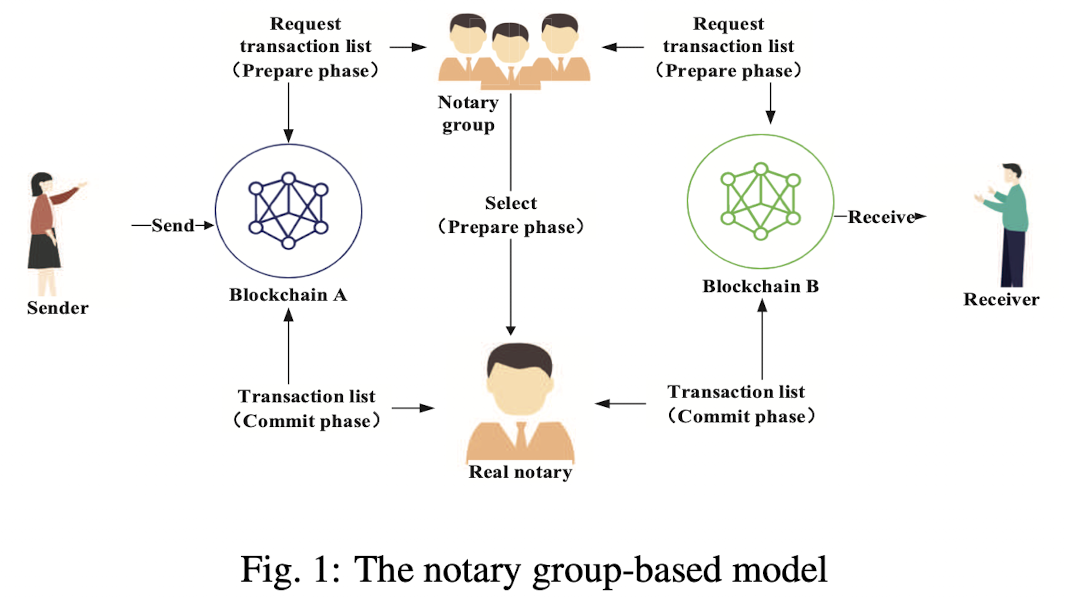 Request
transaction list
（Prepare phase）
Request
transaction list
（Prepare phase）
Notary
group
Send
Select
（Prepare phase）
Receive
Sender
Blockchain A
Blockchain B
Receiver
Transaction list
（Commit phase）
Transaction list
（Commit phase）
Real notary
Fig. 1: The notary group-based model